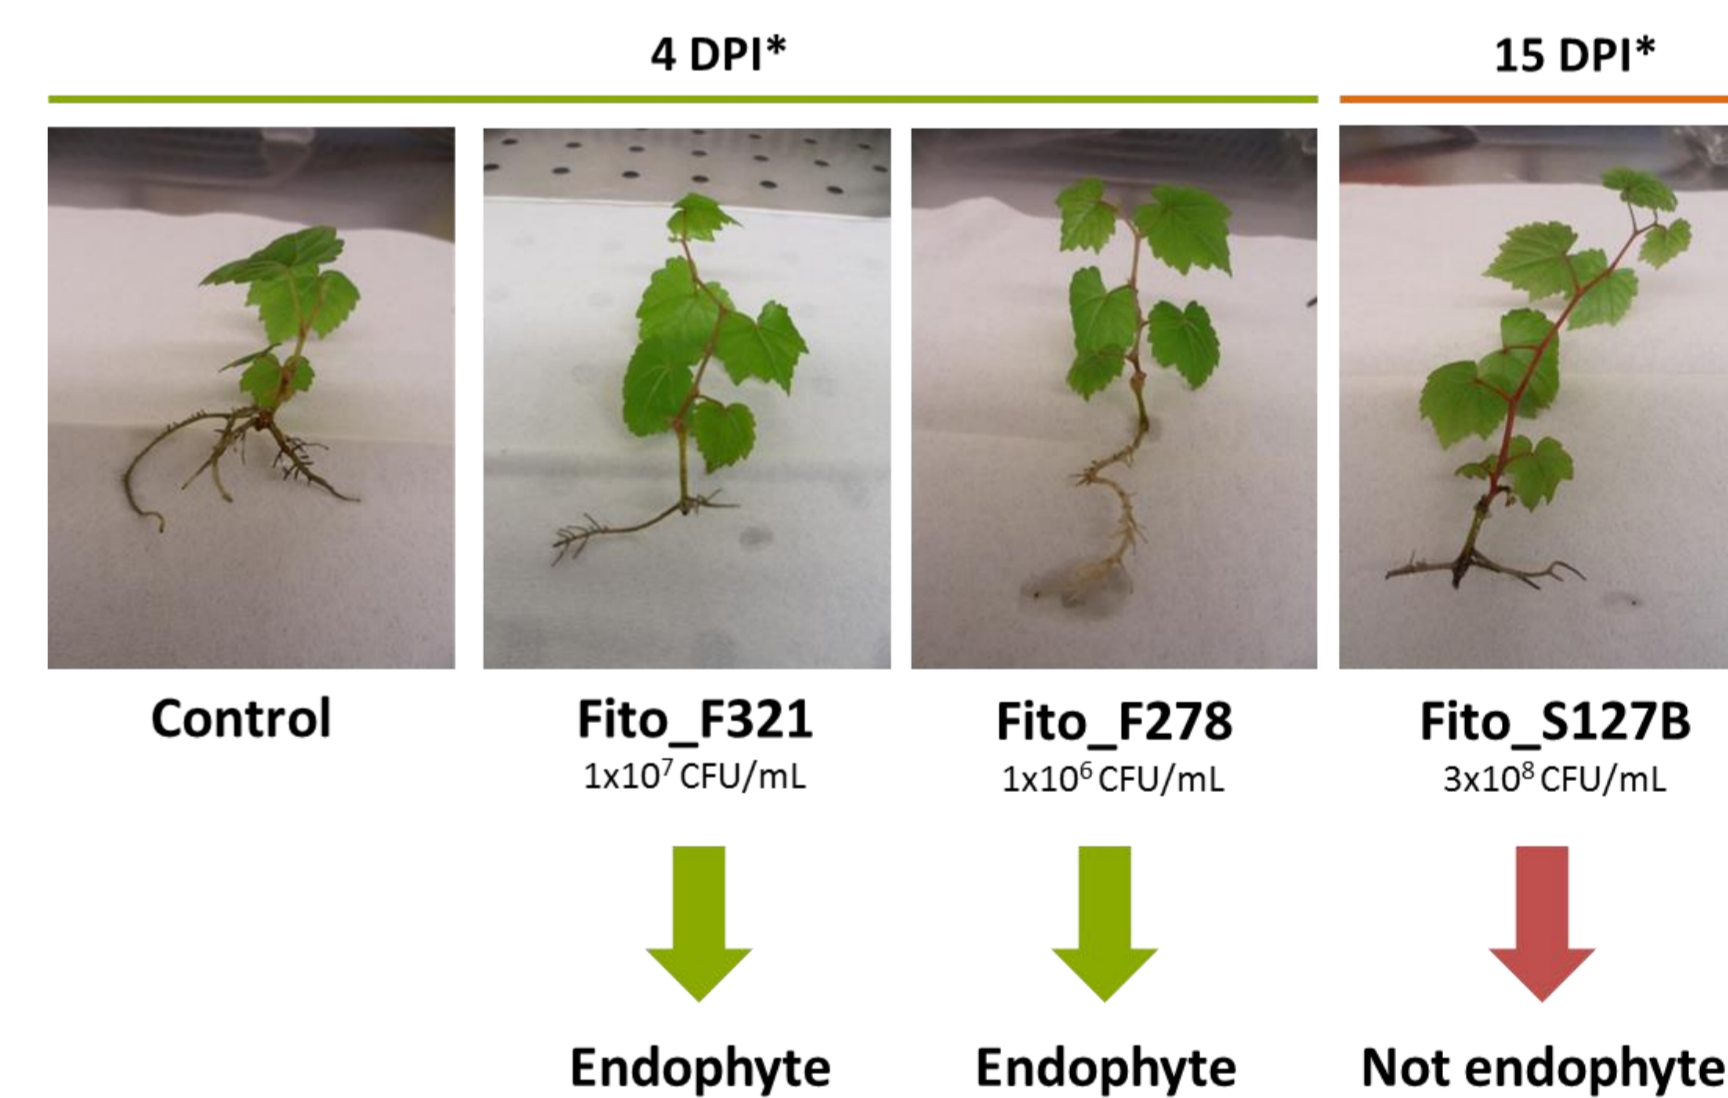 4 DPI*
15 DPI*
Control
Fito_F321
1x10⁷ CFU/mL
Fito_F278
1x10⁶ CFU/mL
Fito_S127B
3x10⁸ CFU/mL
Endophyte
Endophyte
Not endophyte